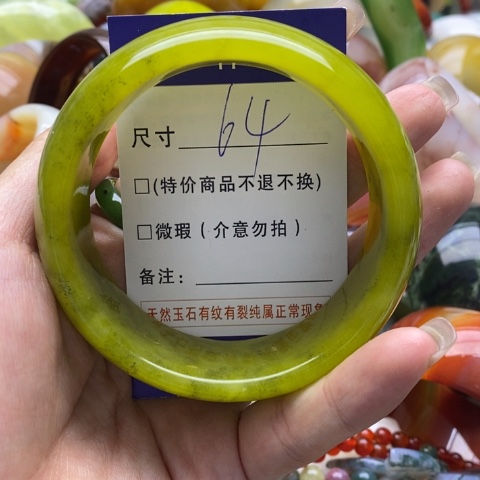 尺寸 64
□(特价商品不退不换)
□微瑕（介意勿拍）
备注：
天然玉石有纹有裂纯属正常现象